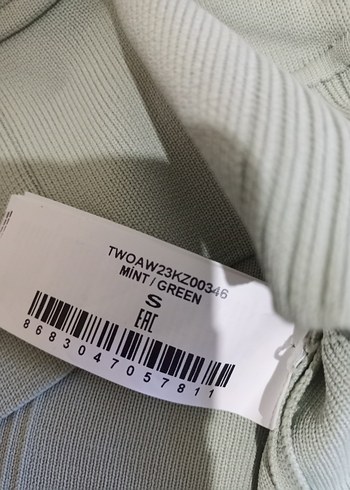 TWOAW23KZ00346
MİNT / GREEN
S
EAC
8683047057811